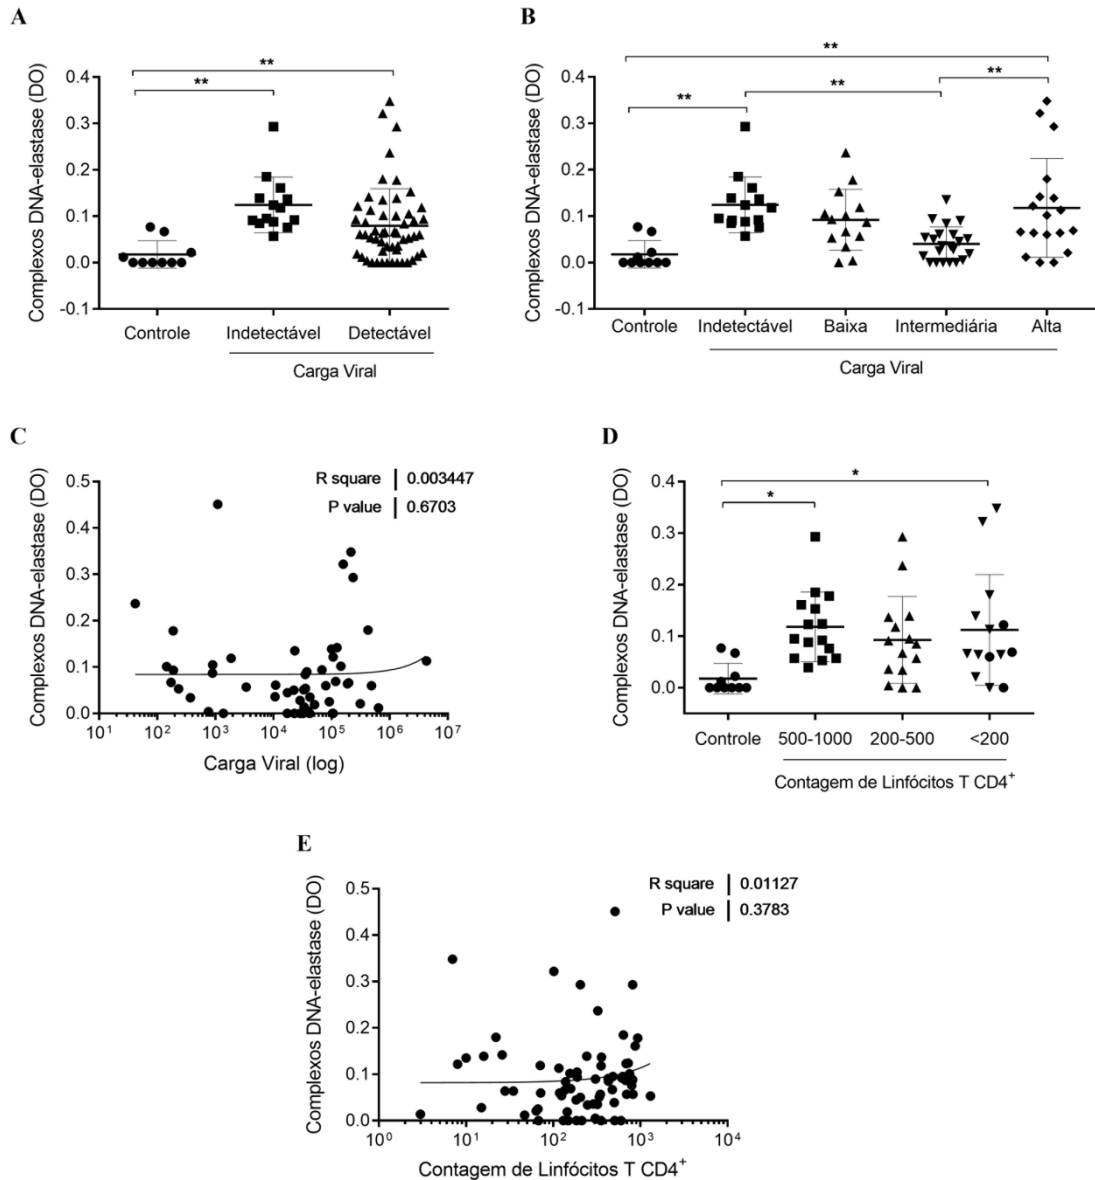 A
Complexos DNA-elastase (DO)
0.4
0.3
0.2
0.1
0.0
-0.1
**
**
Controle
Indetectável
Detectável
Carga Viral
B
Complexos DNA-elastase (DO)
0.4
0.3
0.2
0.1
0.0
-0.1
**
**
**
**
Controle
Indetectável
Baixa
Intermediária
Alta
Carga Viral
C
Complexos DNA-elastase (DO)
0.5
0.4
0.3
0.2
0.1
0.0
R square 0.003447
P value 0.6703
10¹ 10² 10³ 10⁴ 10⁵ 10⁶ 10⁷
Carga Viral (log)
D
Complexos DNA-elastase (DO)
0.4
0.3
0.2
0.1
0.0
*
*
Controle
500-1000
200-500
<200
Contagem de Linfócitos T CD4⁺
E
Complexos DNA-elastase (DO)
0.5
0.4
0.3
0.2
0.1
0.0
R square 0.01127
P value 0.3783
10⁰ 10¹ 10² 10³ 10⁴
Contagem de Linfócitos T CD4⁺